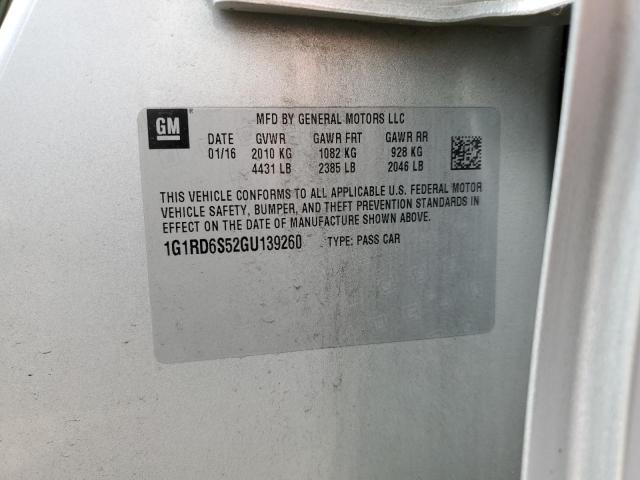 GM
MFD BY GENERAL MOTORS LLC
DATE GVWR GAWR FRT GAWR RR
01/16 2010 KG 1082 KG 928 KG
4431 LB 2385 LB 2046 LB
THIS VEHICLE CONFORMS TO ALL APPLICABLE U.S. FEDERAL MOTOR
VEHICLE SAFETY, BUMPER, AND THEFT PREVENTION STANDARDS IN
EFFECT ON THE DATE OF MANUFACTURE SHOWN ABOVE.
1G1RD6S52GU139260 TYPE: PASS CAR